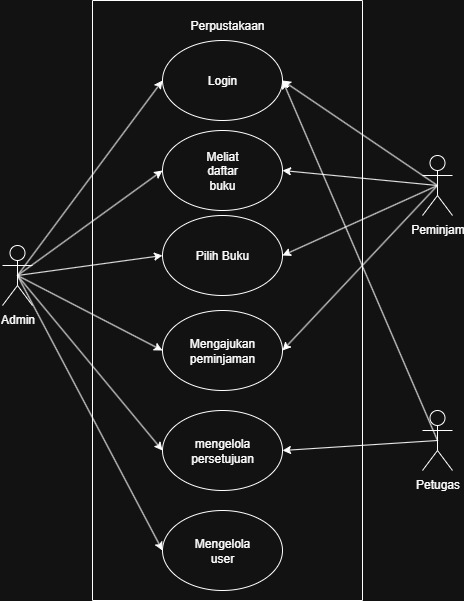 Perpustakaan
Login
Meliat
daftar
buku
Peminjam
Pilih Buku
Admin
Mengajukan
peminjaman
mengelola
persetujuan
Petugas
Mengelola
user